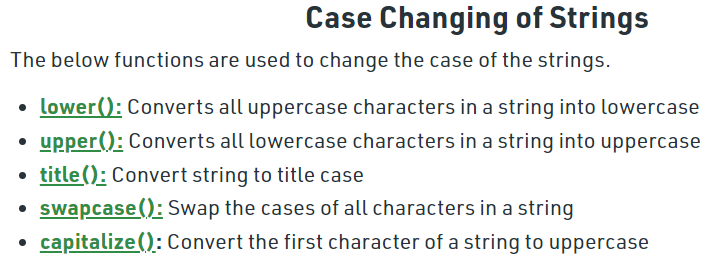 Case Changing of Strings
The below functions are used to change the case of the strings.
• lower(): Converts all uppercase characters in a string into lowercase
• upper(): Converts all lowercase characters in a string into uppercase
• title(): Convert string to title case
• swapcase(): Swap the cases of all characters in a string
• capitalize(): Convert the first character of a string to uppercase